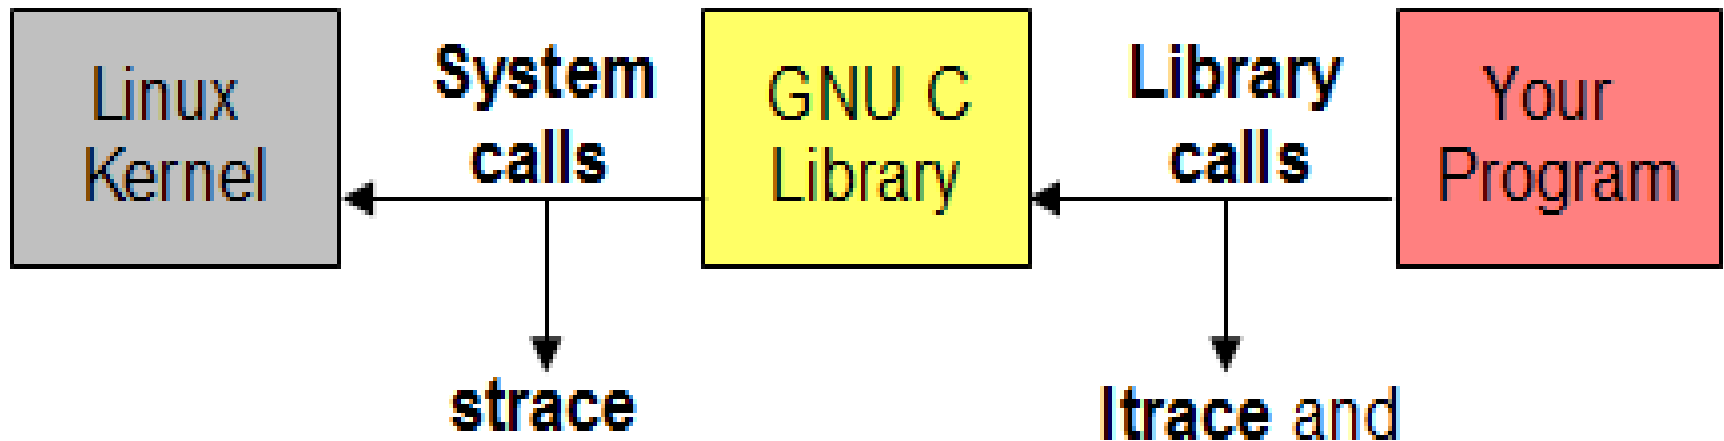 Linux
Kernel
System
calls
GNU C
Library
Library
calls
Your
Program
strace
ltrace and